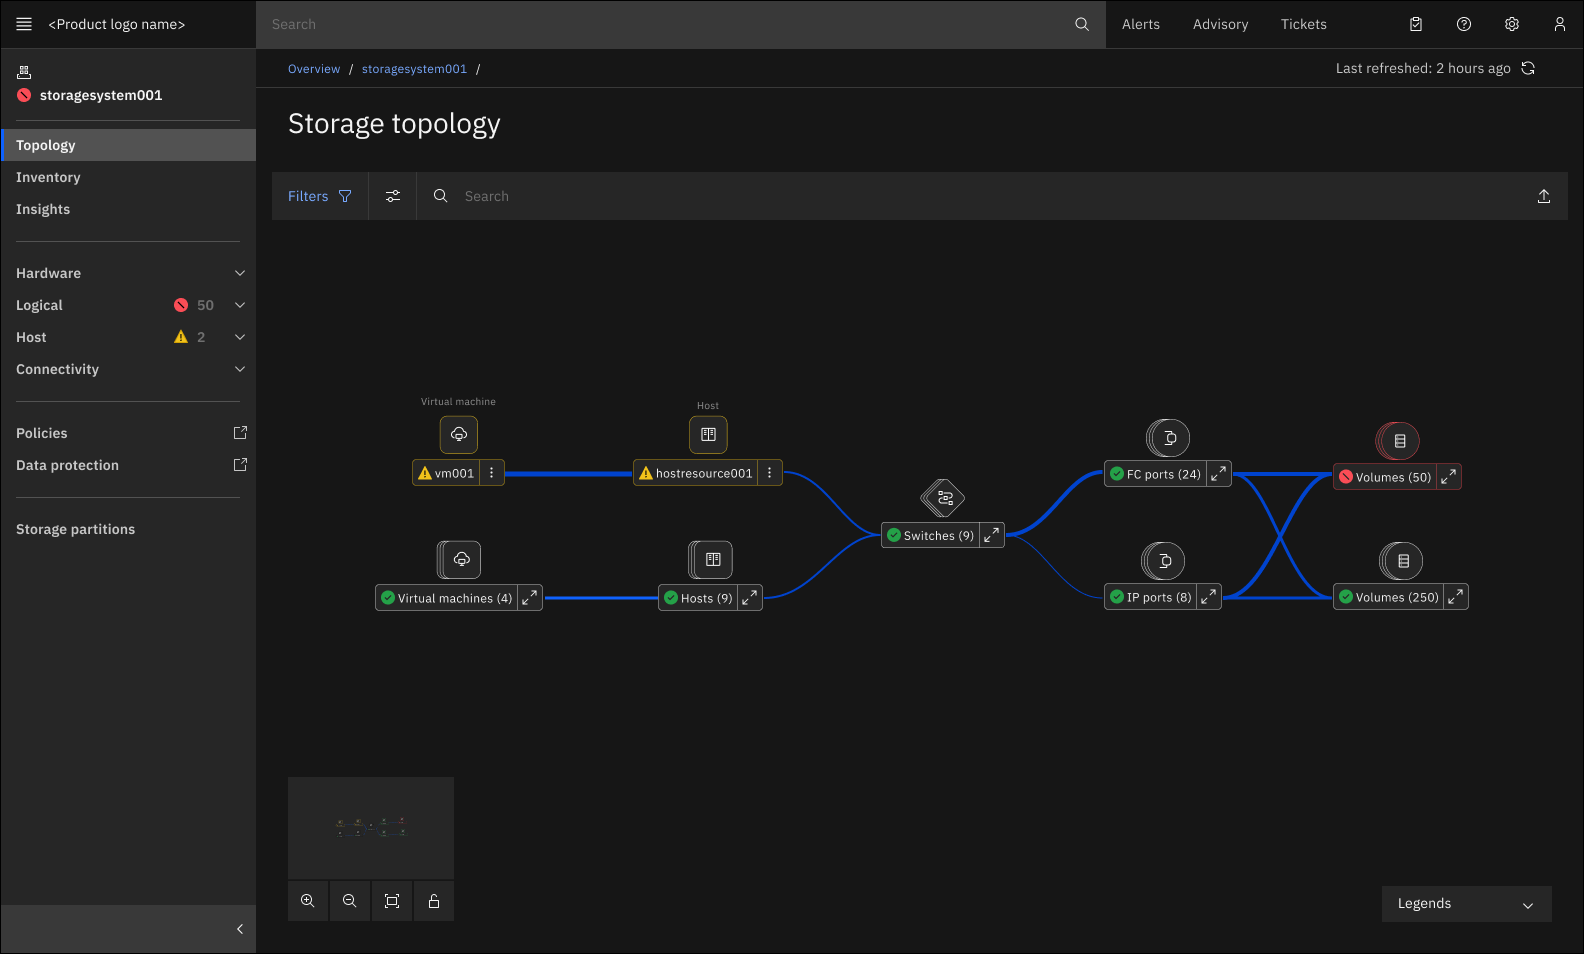 <Product logo name>
Search
Alerts
Advisory
Tickets
storagesystem001
Topology
Inventory
Insights
Hardware
Logical 50
Host 2
Connectivity
Policies
Data protection
Storage partitions
Overview / storagesystem001 /
Last refreshed: 2 hours ago
Storage topology
Filters
Search
Virtual machine
vm001
Host
hostresource001
Virtual machines (4)
Hosts (9)
Switches (9)
FC ports (24)
IP ports (8)
Volumes (50)
Volumes (250)
Legends